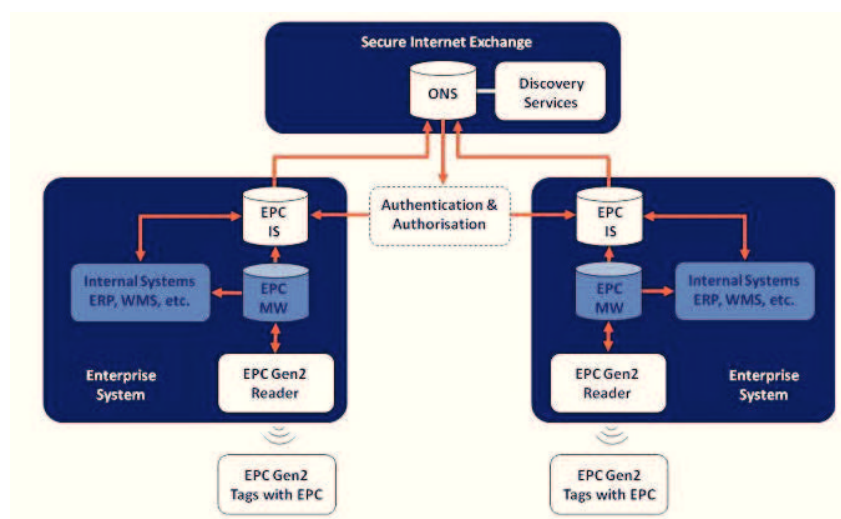 Secure Internet Exchange
ONS
Discovery
Services
Authentication &
Authorisation
EPC
IS
Internal Systems
ERP, WMS, etc.
EPC
MW
Enterprise
System
EPC Gen2
Reader
EPC Gen2
Tags with EPC
EPC
IS
EPC
MW
Internal Systems
ERP, WMS, etc.
EPC Gen2
Reader
Enterprise
System
EPC Gen2
Tags with EPC